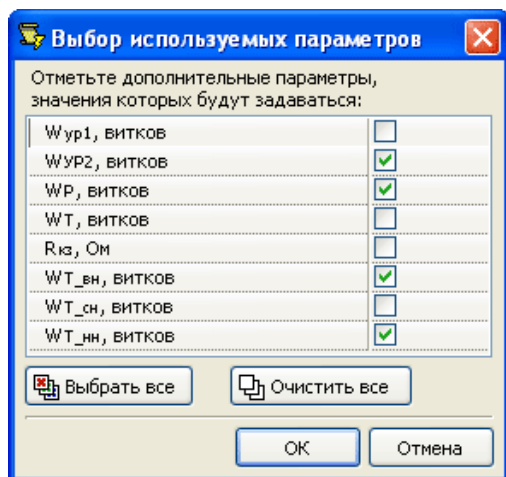 Выбор используемых параметров
Отметьте дополнительные параметры,
значения которых будут задаваться:
Wур1, витков
WУР2, витков
WР, витков
WТ, витков
Rкз, Ом
WТ_вн, витков
WТ_сн, витков
WТ_нн, витков
Выбрать все
Очистить все
ОК
Отмена